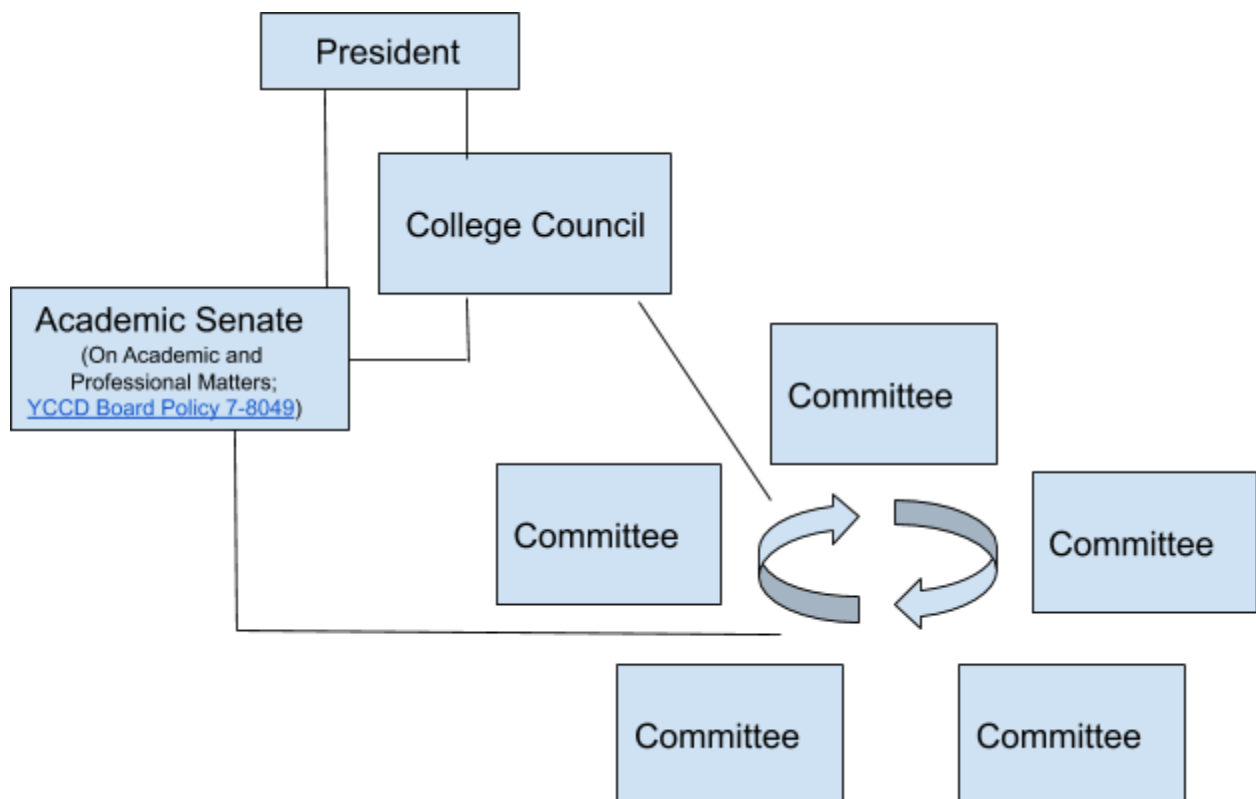 President
College Council
Academic Senate
(On Academic and
Professional Matters;
YCCD Board Policy 7-8049)
Committee
Committee
Committee
Committee
Committee